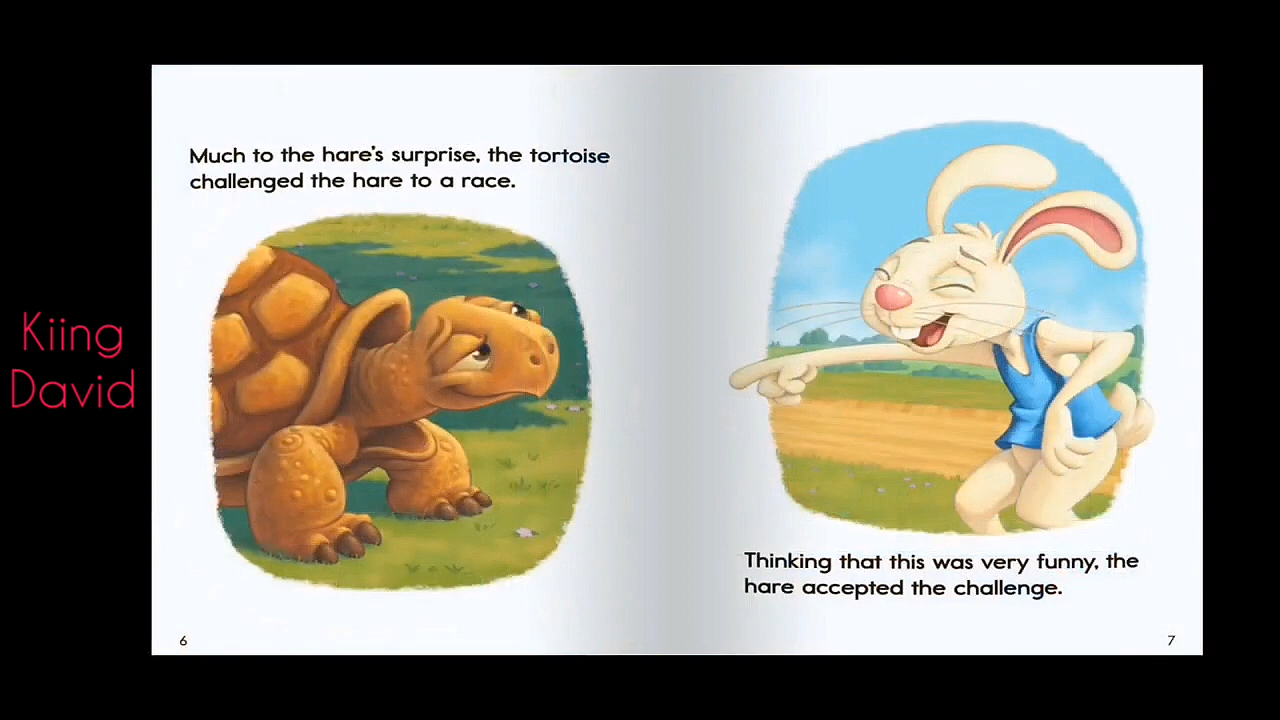 Kiing
David
Much to the hare's surprise, the tortoise
challenged the hare to a race.
Thinking that this was very funny, the
hare accepted the challenge.
6
7